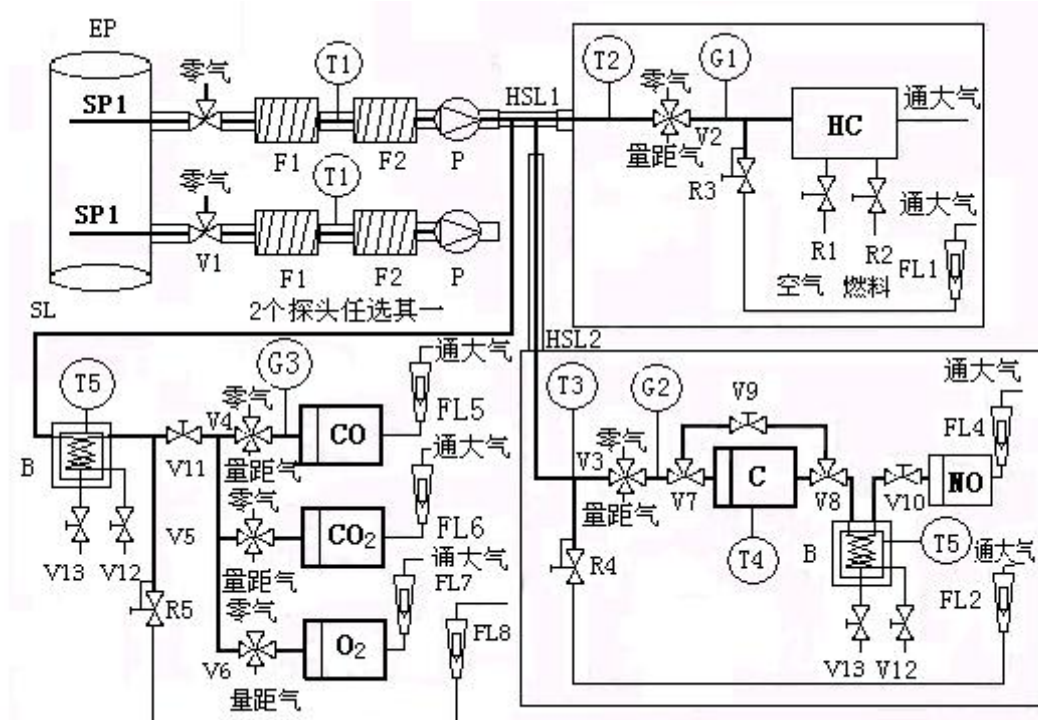 EP
零气
T1
SP1
F1
F2
P
HSL1
零气
T1
SP1
V1
F1
F2
P
SL
2个探头任选其一
T2
零气
G1
通大气
HC
量距气
V2
R3
通大气
R1
R2
FL1
空气
燃料
HSL2
T5
B
V13
V12
V11
R5
V4
零气
G3
通大气
CO
FL5
量距气
通大气
零气
V5
CO₂
FL6
量距气
通大气
零气
FL7
O₂
V6
量距气
FL8
T3
G2
V9
通大气
零气
FL4
V3
C
NO
量距气
V7
V8
V10
R4
T4
B
T5
通大气
FL2
V13
V12